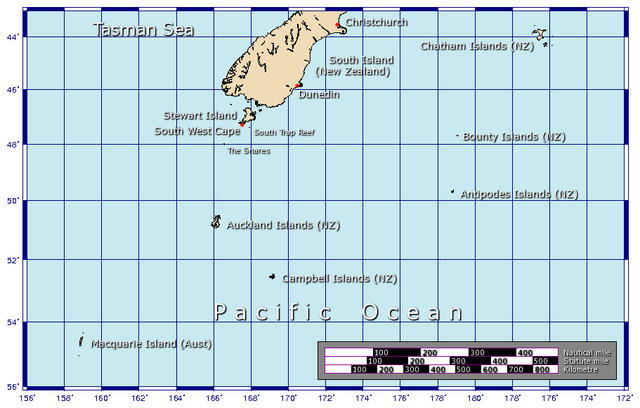 Tasman Sea
Christchurch
44°
Chatham Islands (NZ)
South Island
(New Zealand)
46°
Dunedin
Stewart Island
South West Cape
South Trap Reef
Bounty Islands (NZ)
48°
The Snares
Antipodes Islands (NZ)
50°
Auckland Islands (NZ)
52°
Campbell Islands (NZ)
Pacific Ocean
54°
Macquarie Island (Aust)
100 200 300 400 Nautical mile
100 200 300 400 500 Statute mile
100 200 300 400 500 600 700 800 Kilometre
56°
156° 158° 160° 162° 164° 166° 168° 170° 172° 174° 176° 178° 180° 178° 176° 174° 172°